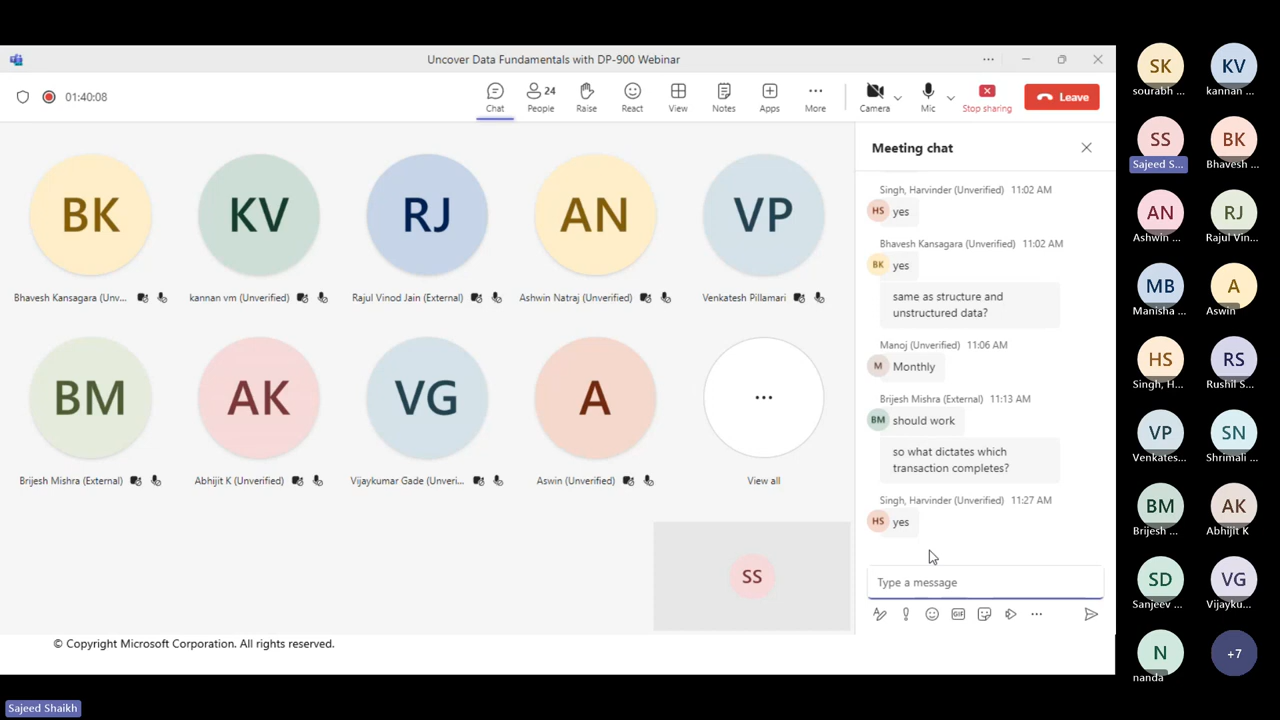 Uncover Data Fundamentals with DP-900 Webinar
01:40:08
Chat
24
People
Raise
React
View
Notes
Apps
More
Camera
Mic
Stop sharing
Leave
BK
KV
RJ
AN
VP
Bhavesh Kansagara (Unv...
kannan vm (Unverified)
Rajul Vinod Jain (External)
Ashwin Natraj (Unverified)
Venkatesh Pillamari
BM
AK
VG
A
...
Brijesh Mishra (External)
Abhijit K (Unverified)
Vijaykumar Gade (Unveri...
Aswin (Unverified)
View all
SS
© Copyright Microsoft Corporation. All rights reserved.
Meeting chat
Singh, Harvinder (Unverified) 11:02 AM
HS yes
Bhavesh Kansagara (Unverified) 11:02 AM
BK yes
same as structure and
unstructured data?
Manoj (Unverified) 11:06 AM
M Monthly
Brijesh Mishra (External) 11:13 AM
BM should work
so what dictates which
transaction completes?
Singh, Harvinder (Unverified) 11:27 AM
HS yes
Type a message
GIF
SK
KV
sourabh ...
kannan ...
SS
BK
Sajeed S...
Bhavesh ...
AN
RJ
Ashwin ...
Rajul Vin...
MB
A
Manisha ...
Aswin
HS
RS
Singh, H...
Rushil S...
VP
SN
Venkates...
Shrimali ...
BM
AK
Brijesh ...
Abhijit K
SD
VG
Sanjeev ...
Vijayku...
N
+7
nanda
Sajeed Shaikh